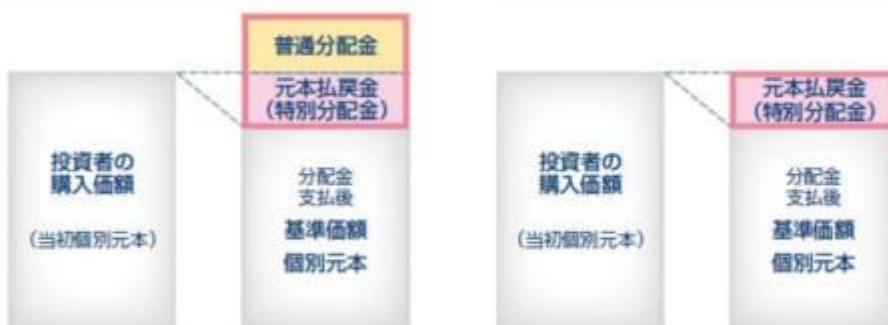 普通分配金
元本払戻金
(特別分配金)
投資者の
購入価額
(当初個別元本)
分配金
支払後
基準価額
個別元本
元本払戻金
(特別分配金)
投資者の
購入価額
(当初個別元本)
分配金
支払後
基準価額
個別元本